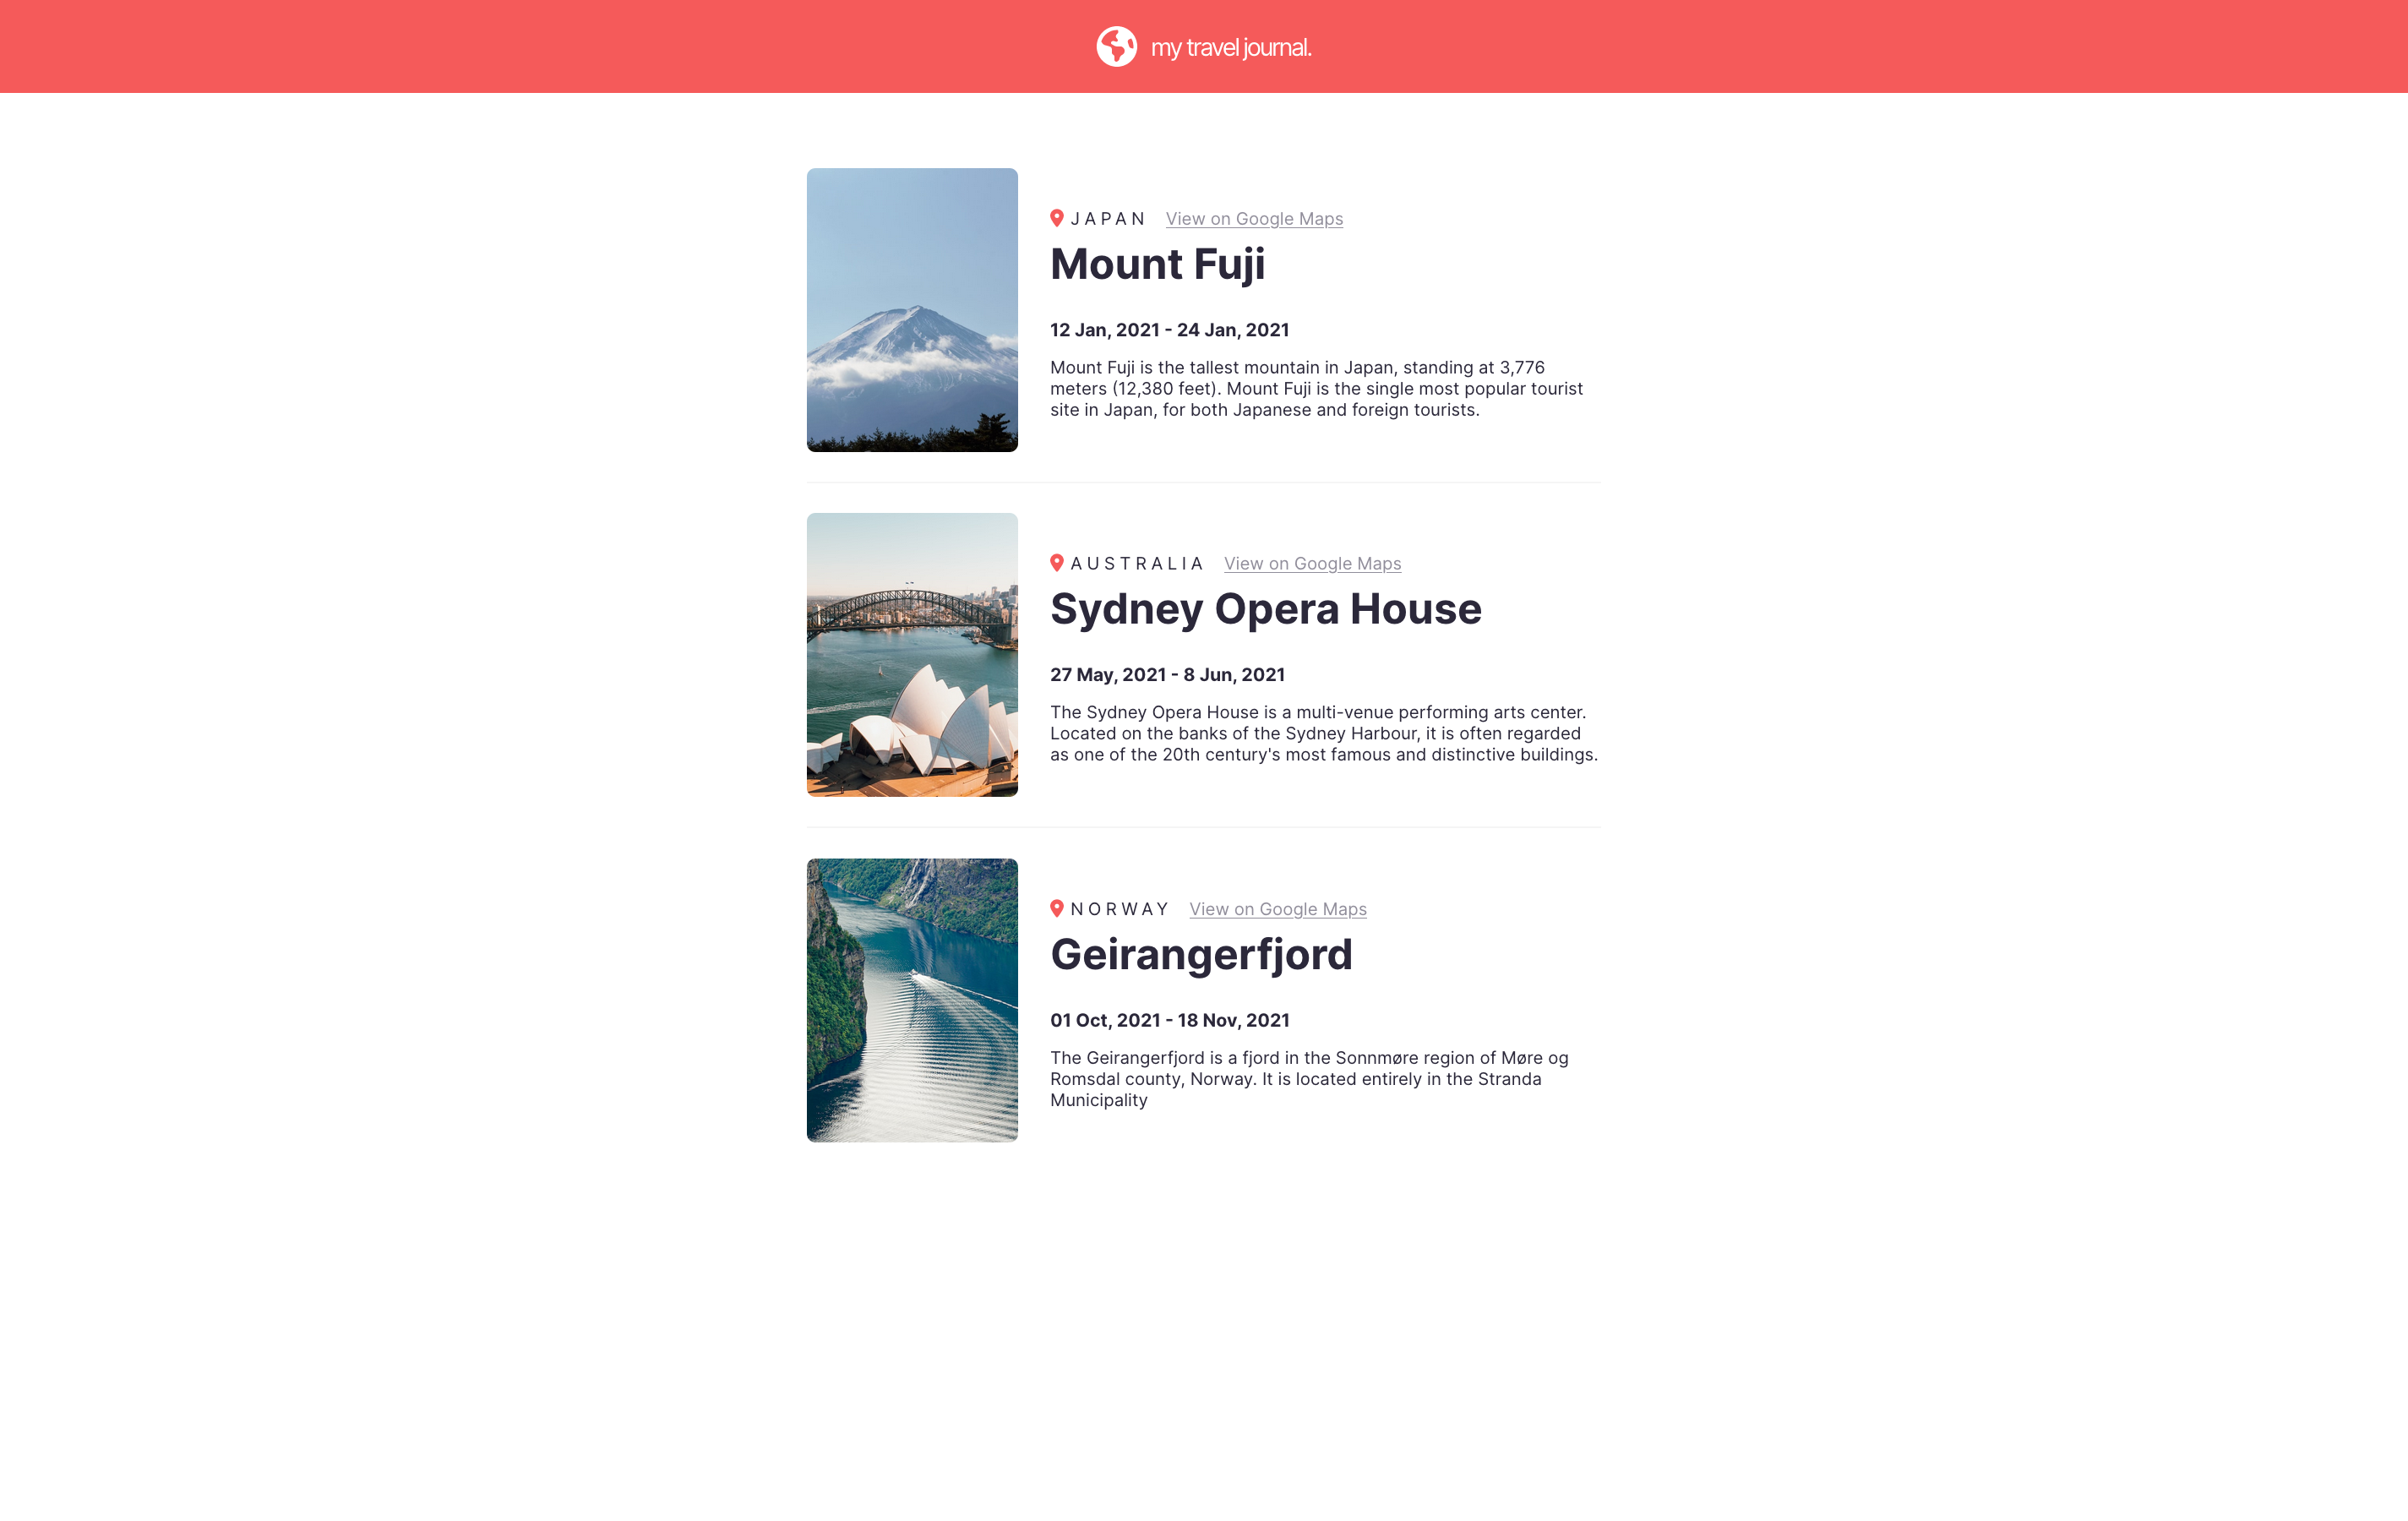 my travel journal.
JAPAN View on Google Maps
Mount Fuji
12 Jan, 2021 - 24 Jan, 2021
Mount Fuji is the tallest mountain in Japan, standing at 3,776
meters (12,380 feet). Mount Fuji is the single most popular tourist
site in Japan, for both Japanese and foreign tourists.
AUSTRALIA View on Google Maps
Sydney Opera House
27 May, 2021 - 8 Jun, 2021
The Sydney Opera House is a multi-venue performing arts center.
Located on the banks of the Sydney Harbour, it is often regarded
as one of the 20th century's most famous and distinctive buildings.
NORWAY View on Google Maps
Geirangerfjord
01 Oct, 2021 - 18 Nov, 2021
The Geirangerfjord is a fjord in the Sonnmøre region of Møre og
Romsdal county, Norway. It is located entirely in the Stranda
Municipality